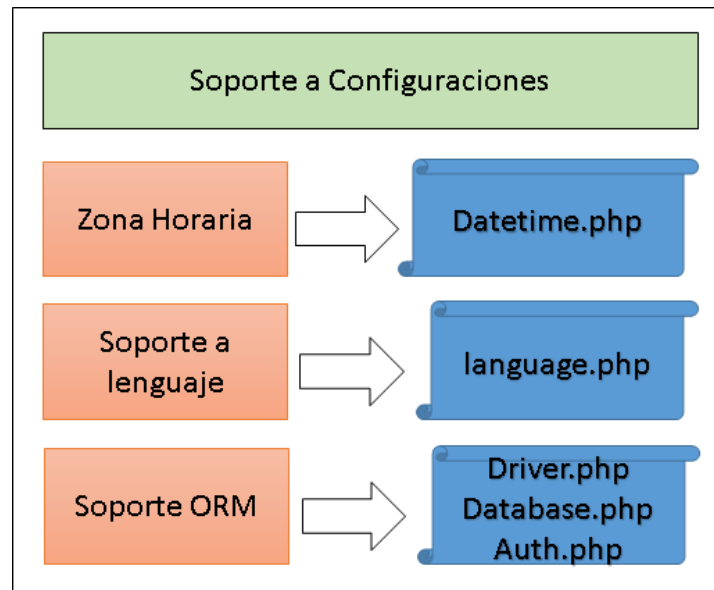 Soporte a Configuraciones
Zona Horaria
Datetime.php
Soporte a
lenguaje
language.php
Soporte ORM
Driver.php
Database.php
Auth.php